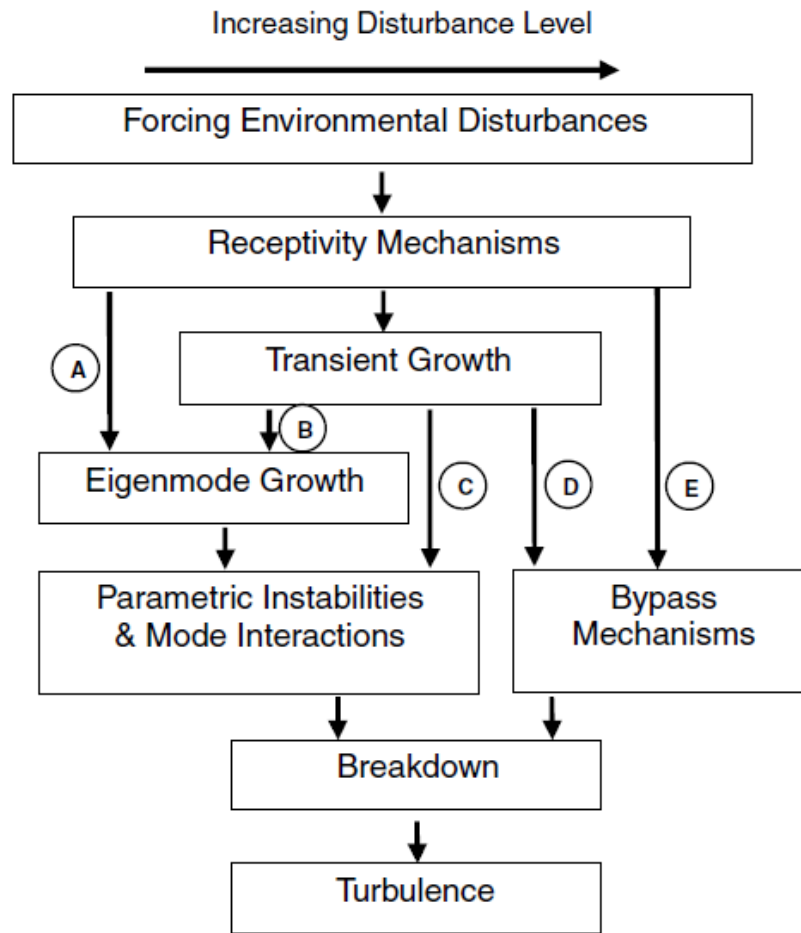 Increasing Disturbance Level
Forcing Environmental Disturbances
Receptivity Mechanisms
Transient Growth
A
B
Eigenmode Growth
C
D
E
Parametric Instabilities
& Mode Interactions
Bypass
Mechanisms
Breakdown
Turbulence